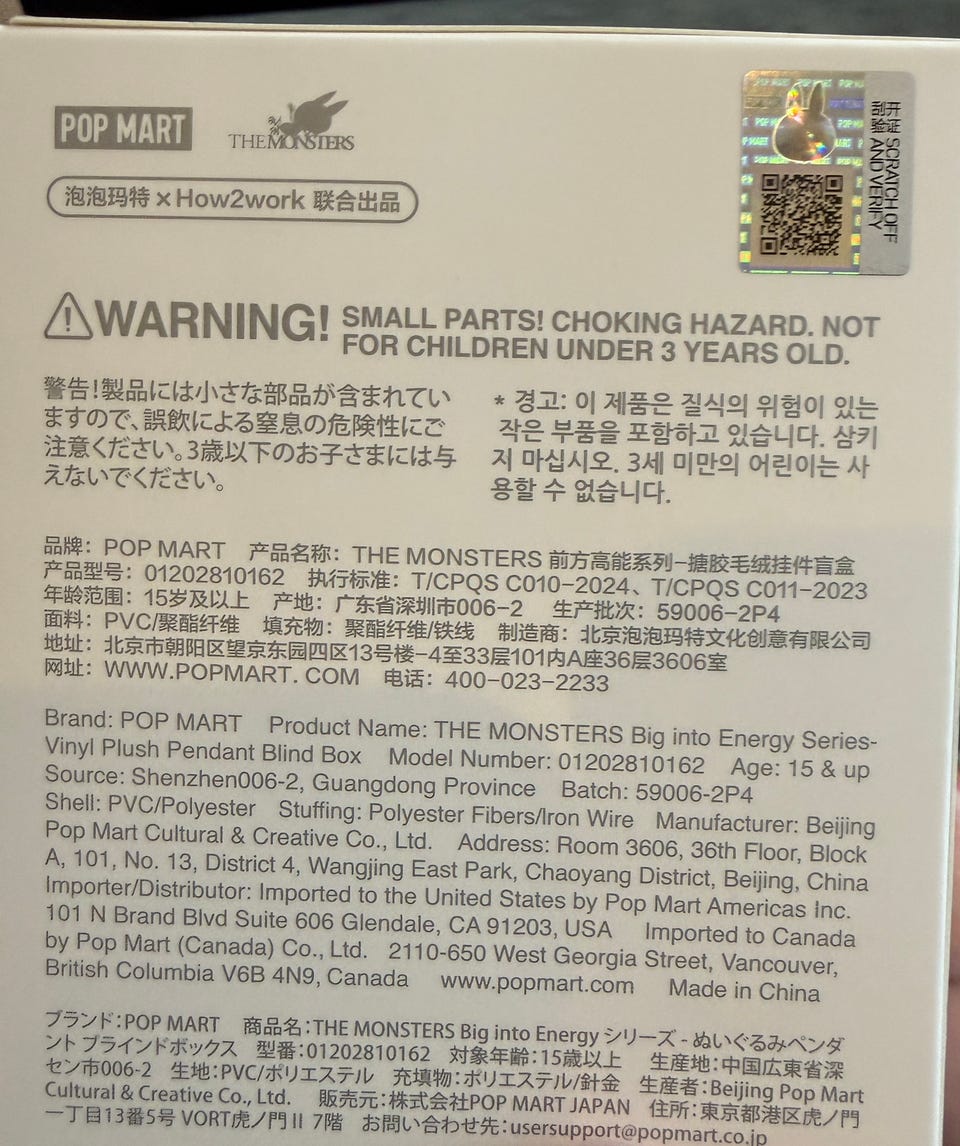 POP MART
THE MONSTERS
泡泡玛特×How2work 联合出品
开证 SCRATCH OFF
刮验 AND VERIFY
WARNING! SMALL PARTS! CHOKING HAZARD. NOT
FOR CHILDREN UNDER 3 YEARS OLD.
警告!製品には小さな部品が含まれてい
ますので、誤飲による窒息の危険性にご
注意ください。3歳以下のお子さまには与
えないでください。
* 경고: 이 제품은 질식의 위험이 있는
작은 부품을 포함하고 있습니다. 삼키
지 마십시오. 3세 미만의 어린이는 사
용할 수 없습니다.
品牌：POP MART 产品名称：THE MONSTERS 前方高能系列-搪胶毛绒挂件盲盒
产品型号：01202810162 执行标准：T/CPQS C010-2024、T/CPQS C011-2023
年龄范围：15岁及以上 产地：广东省深圳市006-2 生产批次：59006-2P4
面料：PVC/聚酯纤维 填充物：聚酯纤维/铁线 制造商：北京泡泡玛特文化创意有限公司
地址：北京市朝阳区望京东园四区13号楼-4至33层101内A座36层3606室
网址：WWW.POPMART. COM 电话：400-023-2233
Brand: POP MART Product Name: THE MONSTERS Big into Energy Series-
Vinyl Plush Pendant Blind Box Model Number: 01202810162 Age: 15 & up
Source: Shenzhen006-2, Guangdong Province Batch: 59006-2P4
Shell: PVC/Polyester Stuffing: Polyester Fibers/Iron Wire Manufacturer: Beijing
Pop Mart Cultural & Creative Co., Ltd. Address: Room 3606, 36th Floor, Block
A, 101, No. 13, District 4, Wangjing East Park, Chaoyang District, Beijing, China
Importer/Distributor: Imported to the United States by Pop Mart Americas Inc.
101 N Brand Blvd Suite 606 Glendale, CA 91203, USA Imported to Canada
by Pop Mart (Canada) Co., Ltd. 2110-650 West Georgia Street, Vancouver,
British Columbia V6B 4N9, Canada www.popmart.com Made in China
ブランド：POP MART 商品名：THE MONSTERS Big into Energy シリーズ - ぬいぐるみペンダ
ント ブラインドボックス 型番：01202810162 対象年齢：15歳以上 生産地：中国広東省深
セン市006-2 生地：PVC/ポリエステル 充填物：ポリエステル/針金 生産者：Beijing Pop Mart
Cultural & Creative Co., Ltd. 販売元：株式会社POP MART JAPAN 住所：東京都港区虎ノ門
一丁目13番5号 VORT虎ノ門 II 7階 お問い合わせ先：usersupport@popmart.co.jp